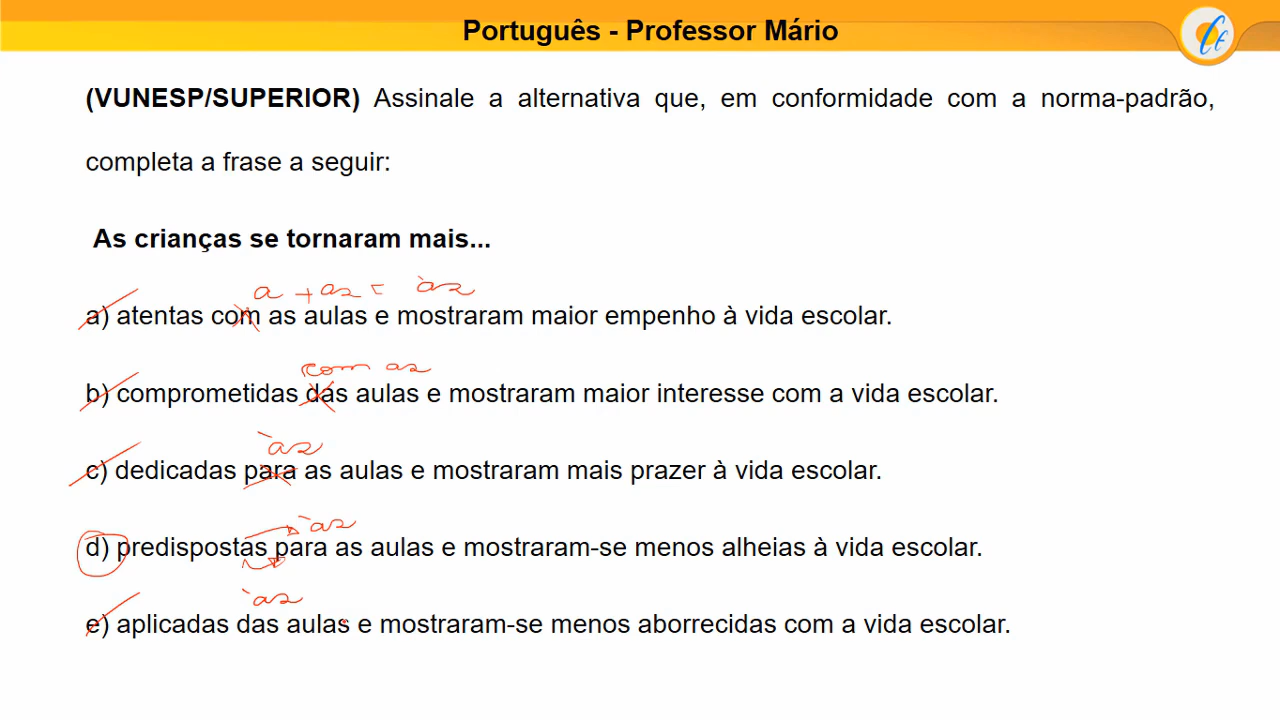 Português - Professor Mário
(VUNESP/SUPERIOR) Assinale a alternativa que, em conformidade com a norma-padrão,
completa a frase a seguir:
As crianças se tornaram mais...
a + as = às
a) atentas com as aulas e mostraram maior empenho à vida escolar.
com as
b) comprometidas das aulas e mostraram maior interesse com a vida escolar.
às
c) dedicadas para as aulas e mostraram mais prazer à vida escolar.
às
d) predispostas para as aulas e mostraram-se menos alheias à vida escolar.
às
e) aplicadas das aulas e mostraram-se menos aborrecidas com a vida escolar.